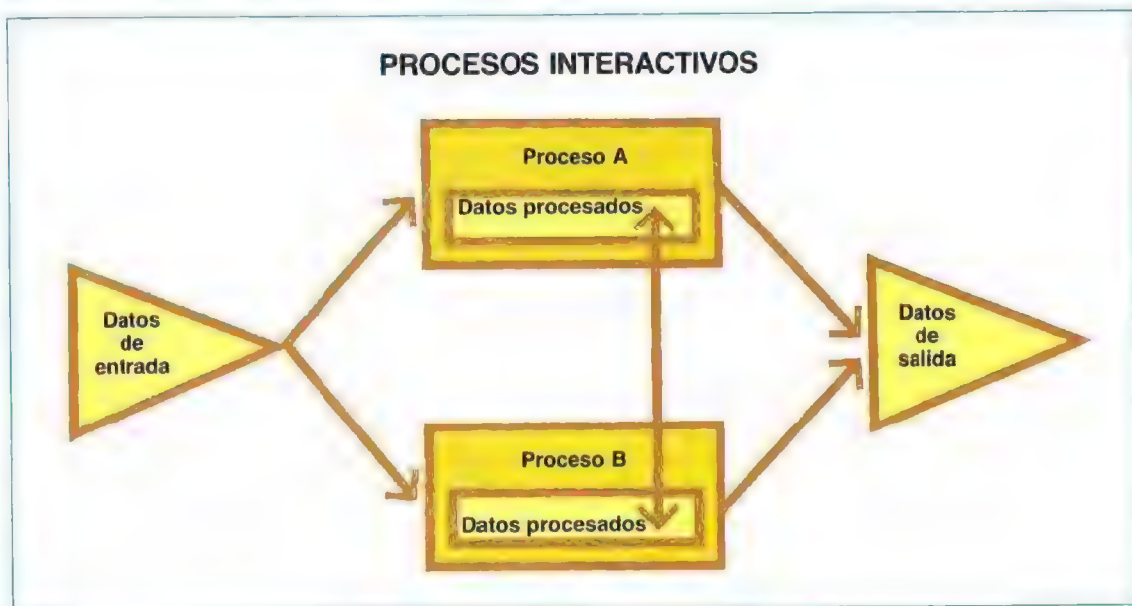 PROCESOS INTERACTIVOS
Proceso A
Datos procesados
Datos
de
entrada
Datos
de
salida
Proceso B
Datos procesados